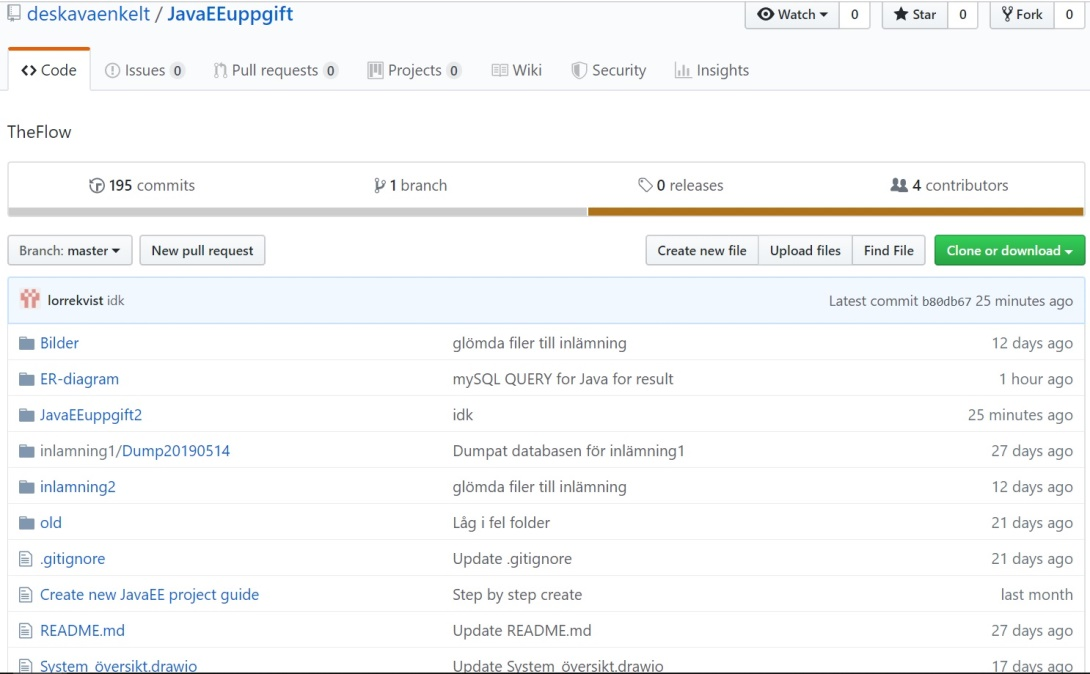 deskavaenkelt / JavaEEuppgift Watch 0 Star 0 Fork 0
Code Issues 0 Pull requests 0 Projects 0 Wiki Security Insights
TheFlow
195 commits 1 branch 0 releases 4 contributors
Branch: master New pull request Create new file Upload files Find File Clone or download
lorrekvist idk Latest commit b80db67 25 minutes ago
Bilder glömda filer till inlämning 12 days ago
ER-diagram mySQL QUERY for Java for result 1 hour ago
JavaEEuppgift2 idk 25 minutes ago
inlamning1/Dump20190514 Dumpat databasen för inlämning1 27 days ago
inlamning2 glömda filer till inlämning 12 days ago
old Låg i fel folder 21 days ago
.gitignore Update .gitignore 21 days ago
Create new JavaEE project guide Step by step create last month
README.md Update README.md 27 days ago
System_översikt.drawio Update System_översikt.drawio 17 days ago